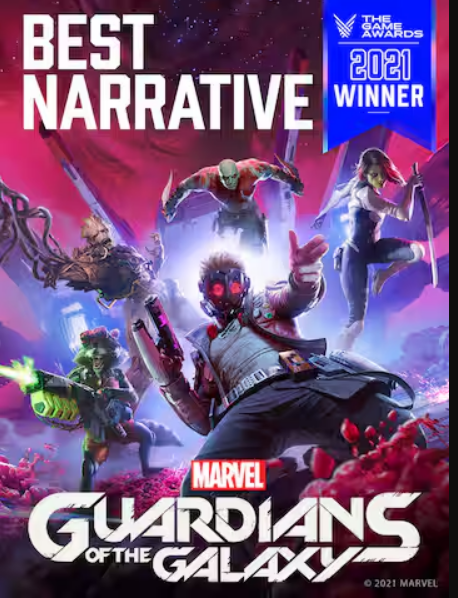 BEST
NARRATIVE
THE
GAME
AWARDS
2021
WINNER
MARVEL
GUARDIANS
OF THE
GALAXY
© 2021 MARVEL